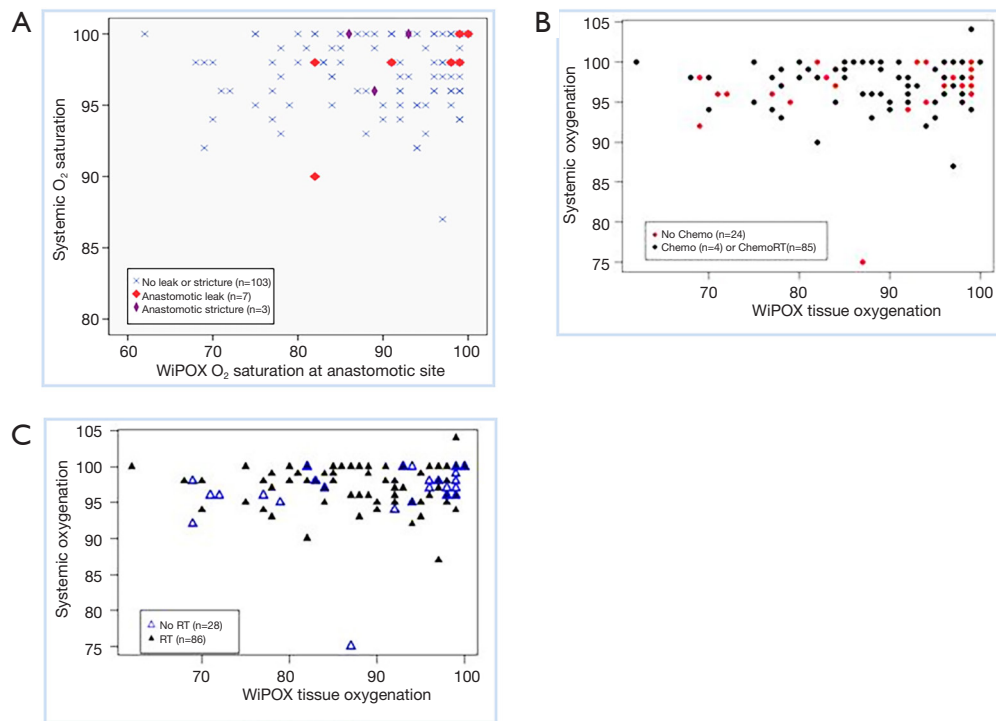 A
100
95
90
85
80
Systemic O₂ saturation
No leak or stricture (n=103)
Anastomotic leak (n=7)
Anastomotic stricture (n=3)
60 70 80 90 100
WiPOX O₂ saturation at anastomotic site
B
105
100
95
90
85
80
75
Systemic oxygenation
No Chemo (n=24)
Chemo (n=4) or ChemoRT(n=85)
70 80 90 100
WiPOX tissue oxygenation
C
105
100
95
90
85
80
75
Systemic oxygenation
No RT (n=28)
RT (n=86)
70 80 90 100
WiPOX tissue oxygenation